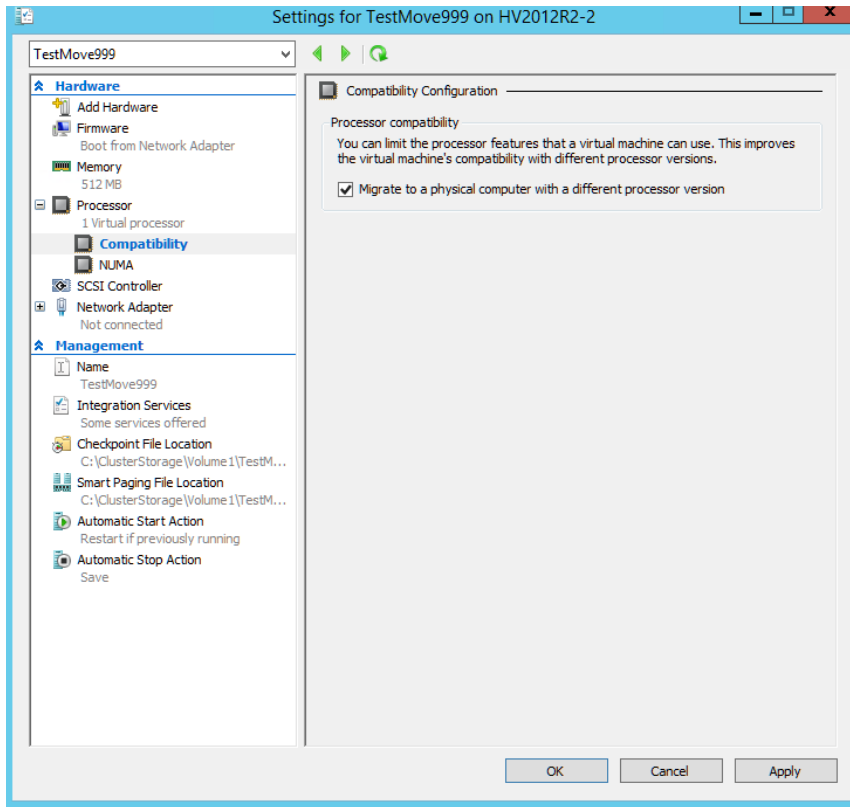 Settings for TestMove999 on HV2012R2-2
TestMove999
Hardware
Add Hardware
Firmware
Boot from Network Adapter
Memory
512 MB
Processor
1 Virtual processor
Compatibility
NUMA
SCSI Controller
Network Adapter
Not connected
Management
Name
TestMove999
Integration Services
Some services offered
Checkpoint File Location
C:\ClusterStorage\Volume1\TestM...
Smart Paging File Location
C:\ClusterStorage\Volume1\TestM...
Automatic Start Action
Restart if previously running
Automatic Stop Action
Save
Compatibility Configuration
Processor compatibility
You can limit the processor features that a virtual machine can use. This improves
the virtual machine's compatibility with different processor versions.
Migrate to a physical computer with a different processor version
OK
Cancel
Apply